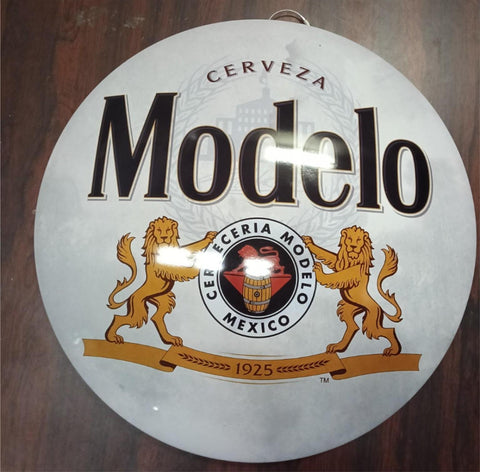 CERVEZA
Modelo
CERVECERIA MODELO
MEXICO
1925
TM